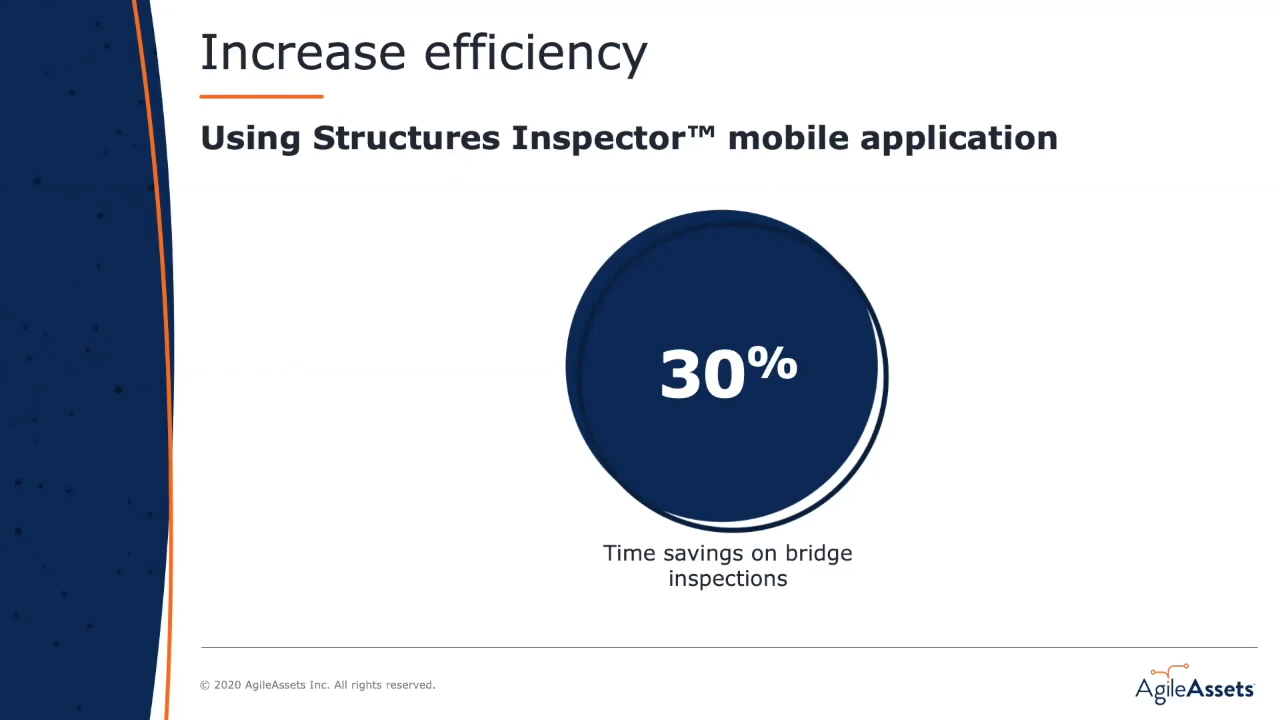 Increase efficiency
Using Structures Inspector™ mobile application
30%
Time savings on bridge
inspections
© 2020 AgileAssets Inc. All rights reserved.
AgileAssets